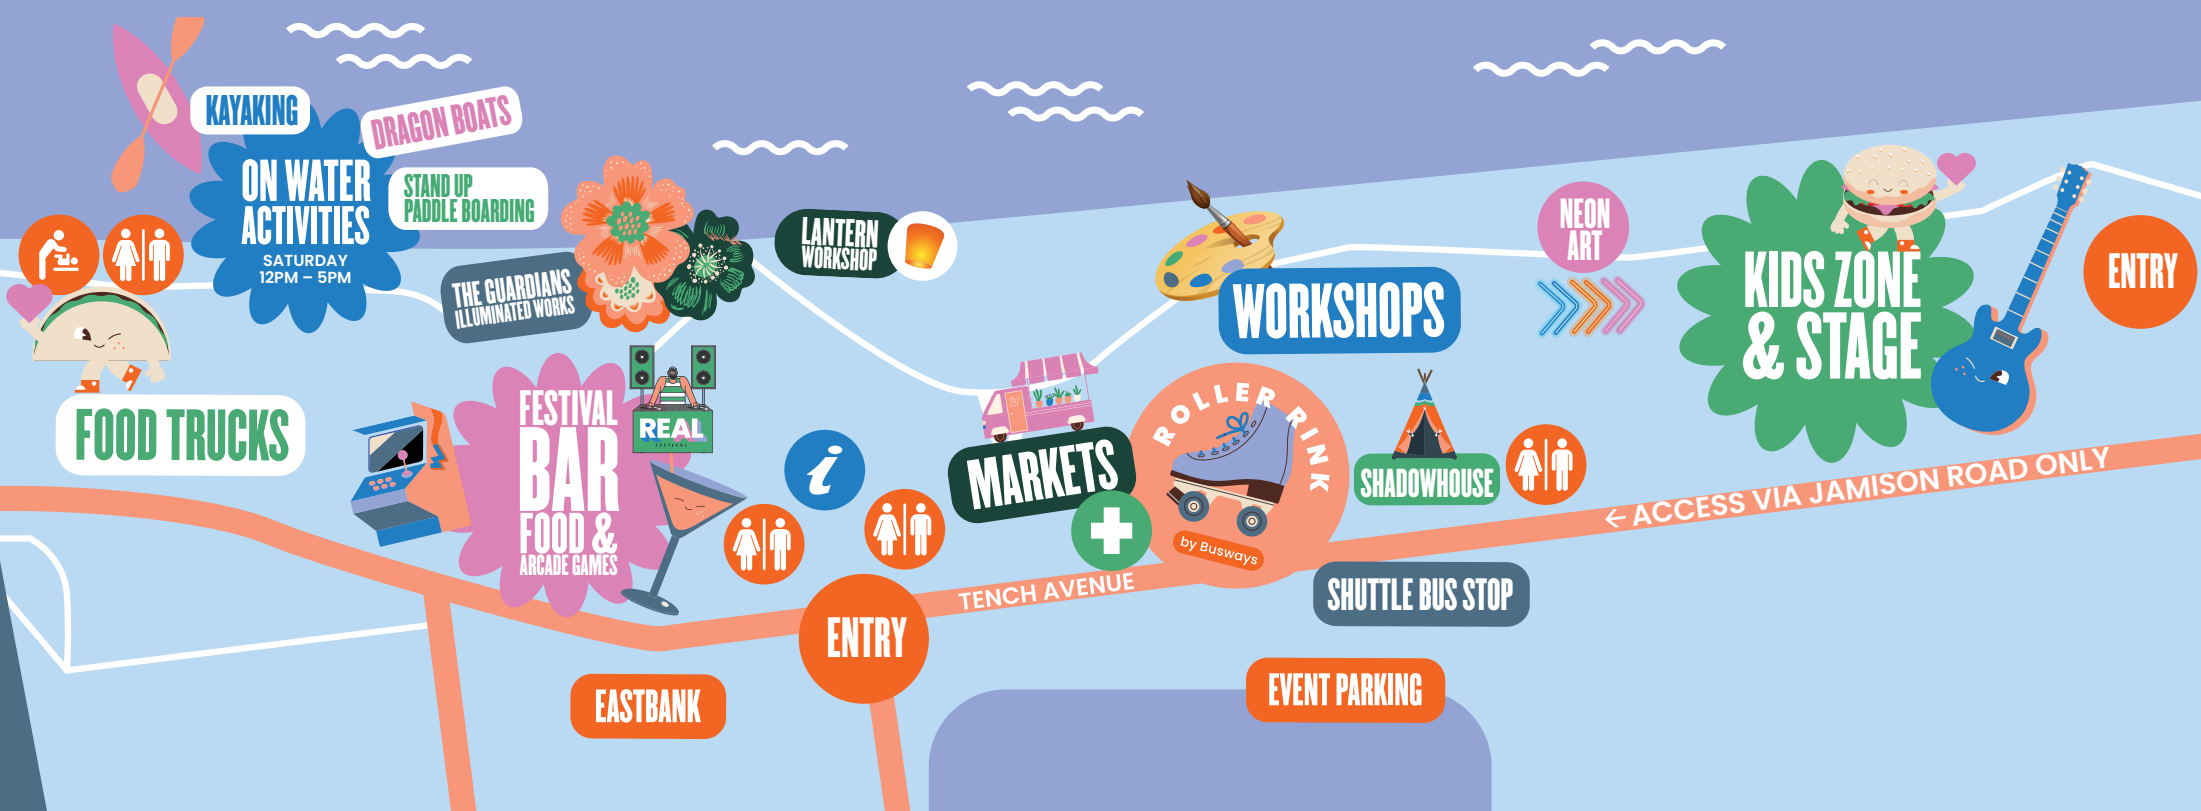 KAYAKING
DRAGON BOATS
ON WATER
ACTIVITIES
SATURDAY
12PM – 5PM
STAND UP
PADDLE BOARDING
THE GUARDIANS
ILLUMINATED WORKS
LANTERN
WORKSHOP
FOOD TRUCKS
FESTIVAL
BAR
FOOD &
ARCADE GAMES
REAL
FESTIVAL
i
MARKETS
ROLLER RINK
by Busways
WORKSHOPS
NEON
ART
SHADOWHOUSE
KIDS ZONE
& STAGE
ENTRY
← ACCESS VIA JAMISON ROAD ONLY
TENCH AVENUE
SHUTTLE BUS STOP
ENTRY
EASTBANK
EVENT PARKING